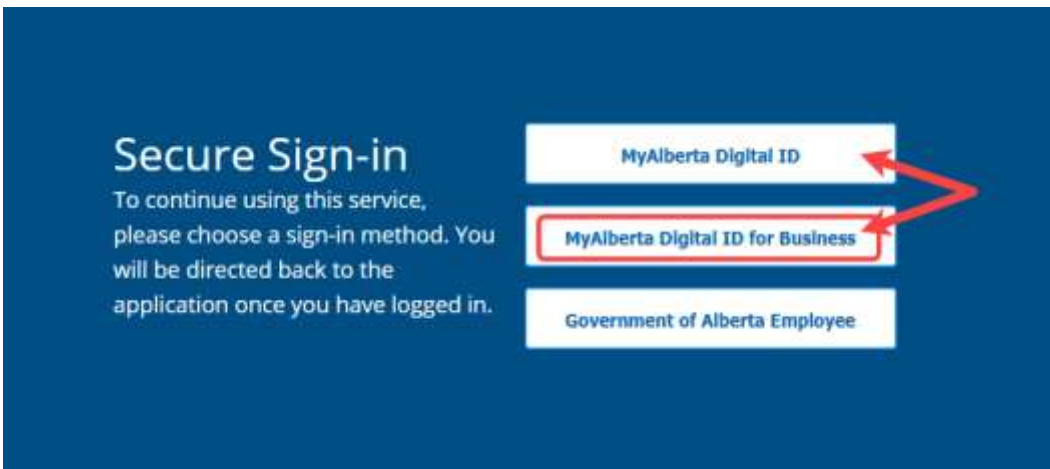 Secure Sign-in
To continue using this service,
please choose a sign-in method. You
will be directed back to the
application once you have logged in.
MyAlberta Digital ID
MyAlberta Digital ID for Business
Government of Alberta Employee